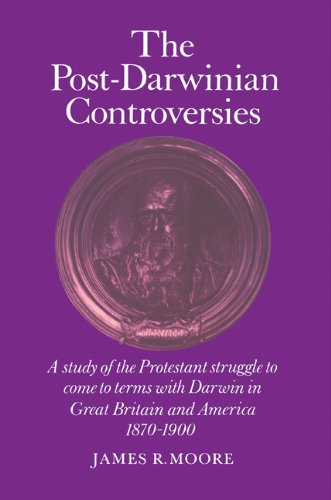 The
Post-Darwinian
Controversies
A study of the Protestant struggle to
come to terms with Darwin in
Great Britain and America
1870-1900
JAMES R. MOORE